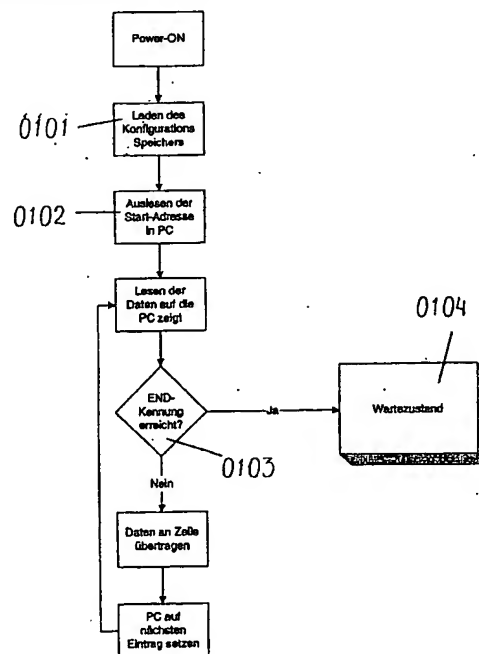 Power-ON
0101
Laden des
Konfigurations
Speichers
0102
Auslesen der
Start-Adresse
in PC
Lesen der
Daten auf die
PC zeigt
0104
END-
Kennung
erreicht?
Ja
Wartezustand
0103
Nein
Daten an Zelle
übertragen
PC auf
nächsten
Eintrag setzen